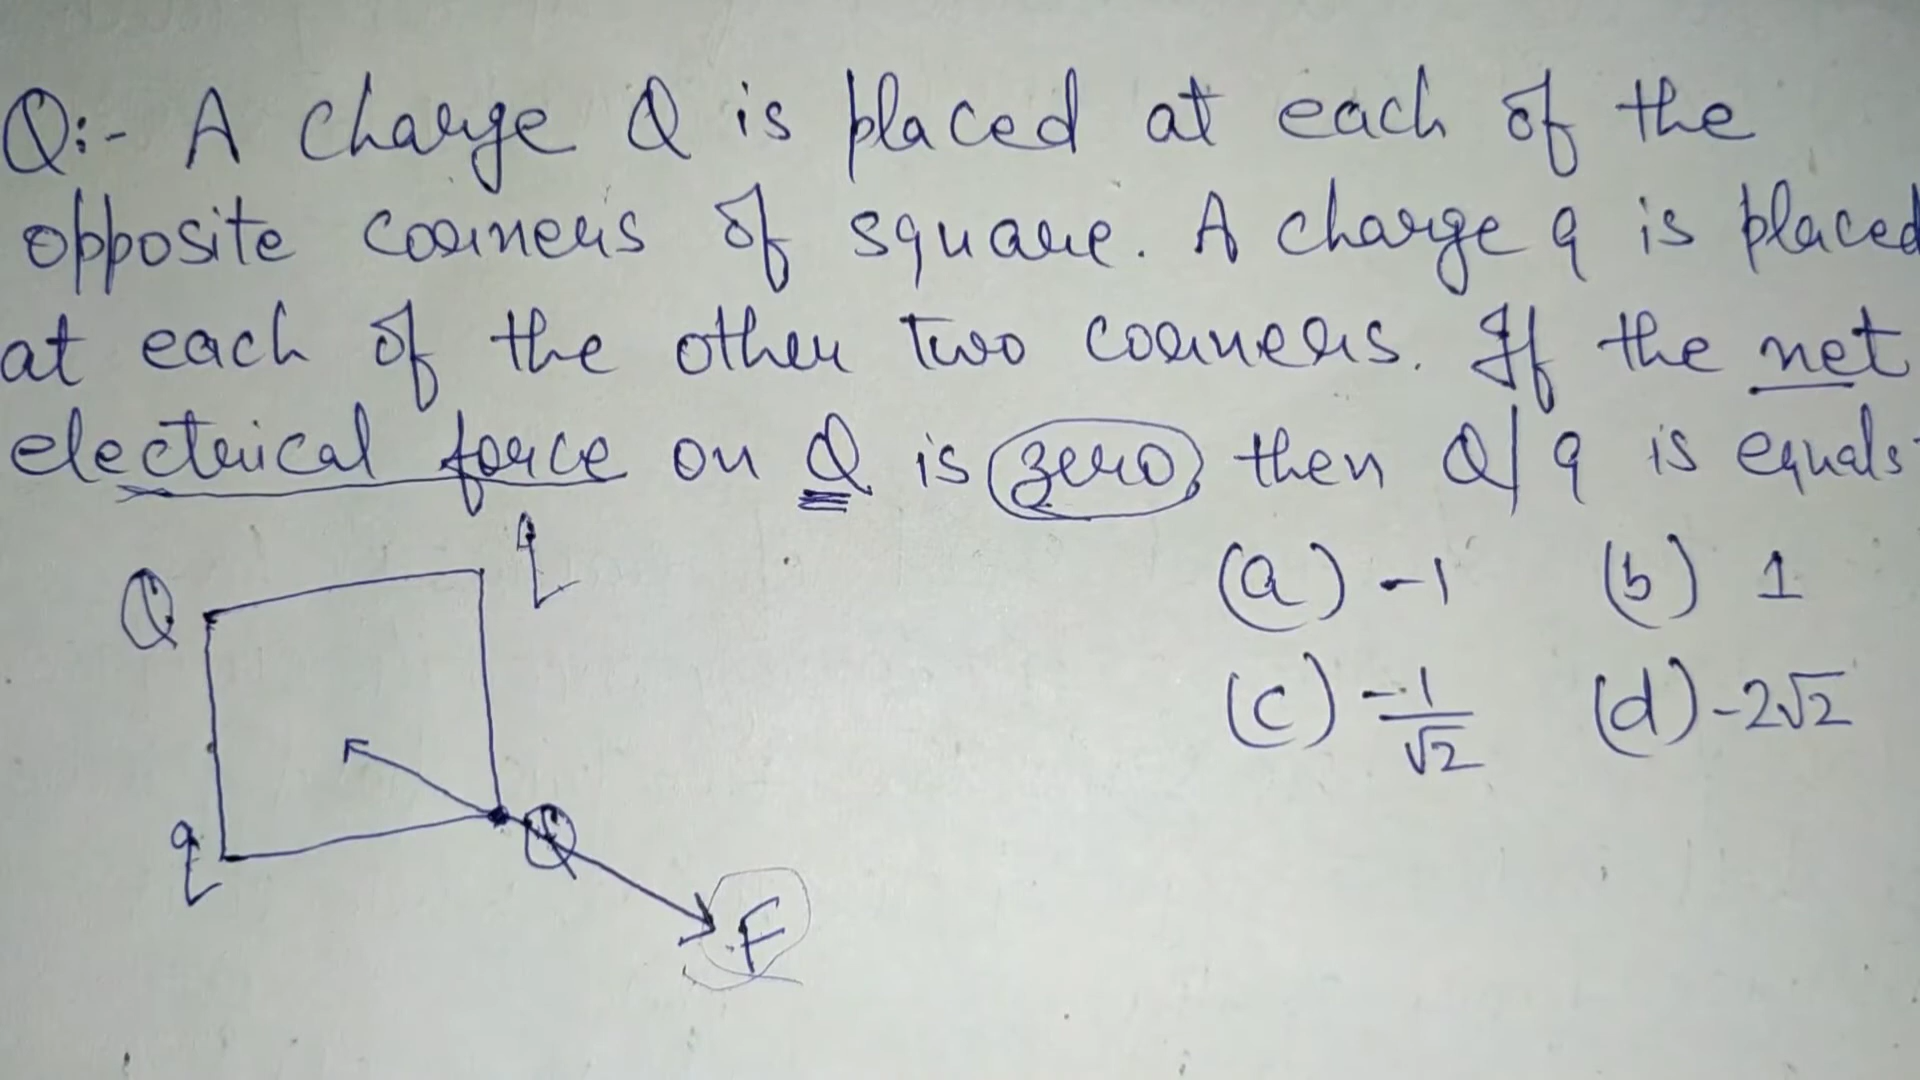 Q:- A charge Q is placed at each of the
opposite corners of square. A charge q is placed
at each of the other two corners. If the net
electrical force on Q is zero, then Q/q is equals
(a) -1 (b) 1
(c) -1/√2 (d) -2√2
Q q
q Q
F